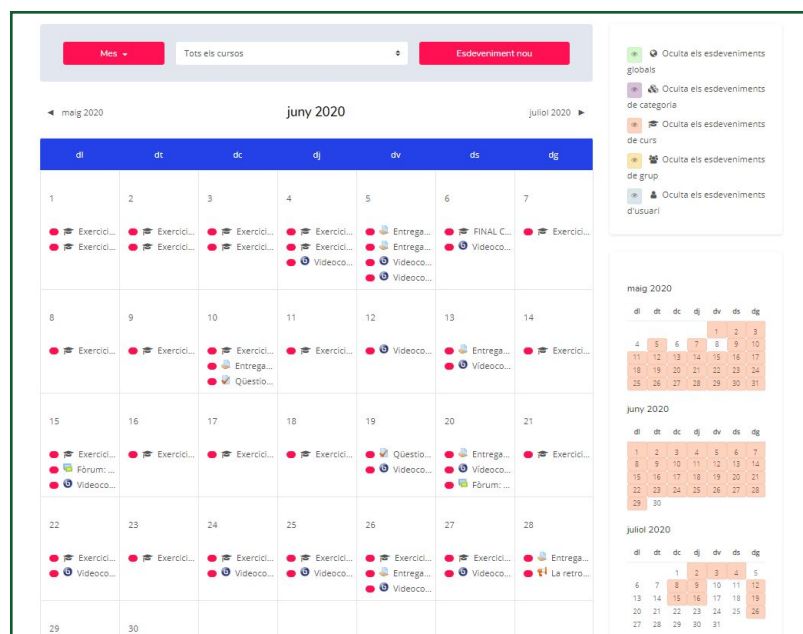 Mes
Tots els cursos
Esdeveniment nou
◄ maig 2020
juny 2020
juliol 2020 ►
dl dt dc dj dv ds dg
1 2 3 4 5 6 7
Exercici... Exercici... Exercici... Exercici... Entrega... FINAL C... Exercici...
Exercici... Exercici... Exercici... Exercici... Entrega... Videoco...
Videoco... Videoco...
Videoco...
8 9 10 11 12 13 14
Exercici... Exercici... Exercici... Exercici... Videoco... Entrega... Exercici...
Entrega... Videoco...
Qüestio...
15 16 17 18 19 20 21
Exercici... Exercici... Exercici... Exercici... Qüestio... Entrega... Exercici...
Fòrum: ... Videoco... Videoco...
Videoco... Fòrum: ...
22 23 24 25 26 27 28
Exercici... Exercici... Exercici... Exercici... Exercici... Exercici... Entrega...
Videoco... Videoco... Videoco... Entrega... Videoco... La retro...
Videoco...
29 30
Oculta els esdeveniments
globals
Oculta els esdeveniments
de categoria
Oculta els esdeveniments
de curs
Oculta els esdeveniments
de grup
Oculta els esdeveniments
d'usuari
maig 2020
dl dt dc dj dv ds dg
1 2 3
4 5 6 7 8 9 10
11 12 13 14 15 16 17
18 19 20 21 22 23 24
25 26 27 28 29 30 31
juny 2020
dl dt dc dj dv ds dg
1 2 3 4 5 6 7
8 9 10 11 12 13 14
15 16 17 18 19 20 21
22 23 24 25 26 27 28
29 30
juliol 2020
dl dt dc dj dv ds dg
1 2 3 4 5
6 7 8 9 10 11 12
13 14 15 16 17 18 19
20 21 22 23 24 25 26
27 28 29 30 31